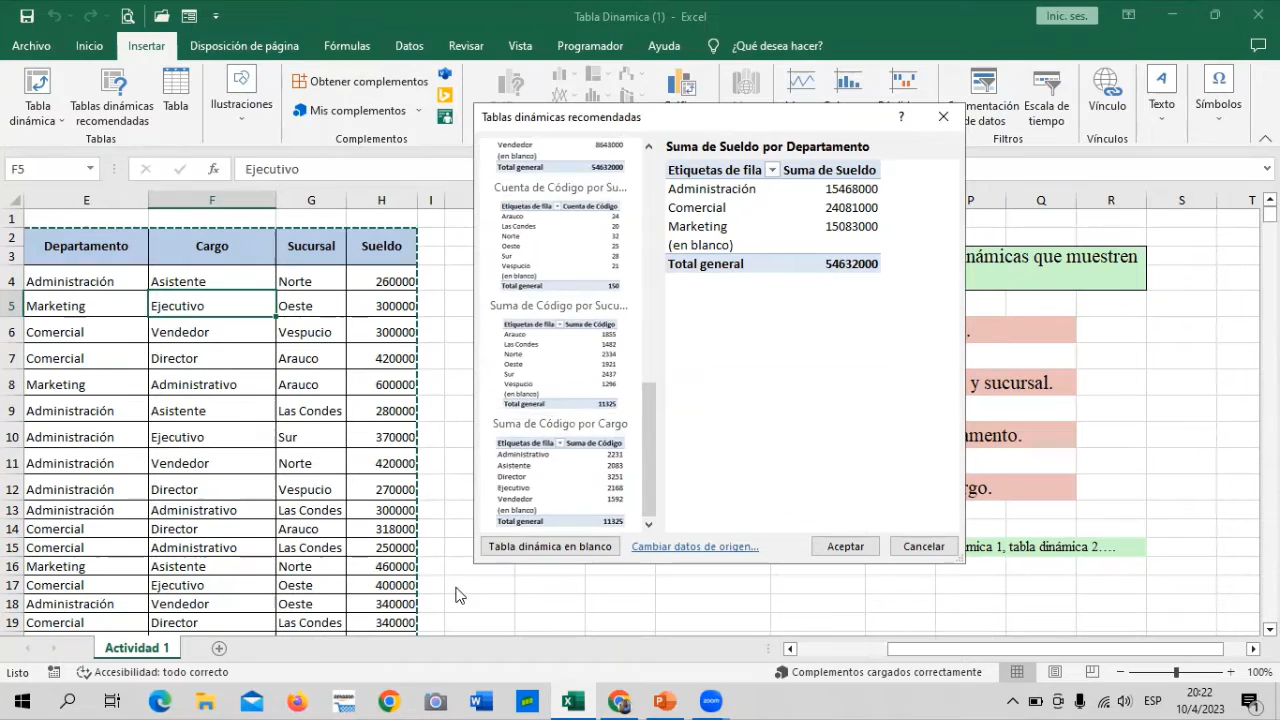 Tabla Dinamica (1) - Excel
Inic. ses.
Archivo Inicio Insertar Disposición de página Fórmulas Datos Revisar Vista Programador Ayuda ¿Qué desea hacer?
Tabla dinámica
Tablas dinámicas recomendadas
Tabla
Ilustraciones
Obtener complementos
Mis complementos
Vínculo
Escala de tiempo
de datos
Texto
Símbolos
Tablas
Complementos
Filtros
Vínculos
F5
Ejecutivo
E F G H I P Q R S T
1
2
3
Departamento Cargo Sucursal Sueldo
4 Administración Asistente Norte 260000
5 Marketing Ejecutivo Oeste 300000
6 Comercial Vendedor Vespucio 300000
7 Comercial Director Arauco 420000
8 Marketing Administrativo Arauco 600000
9 Administración Asistente Las Condes 280000
10 Administración Ejecutivo Sur 370000
11 Administración Vendedor Norte 420000
12 Administración Director Vespucio 270000
13 Administración Administrativo Las Condes 300000
14 Comercial Director Arauco 318000
15 Comercial Administrativo Las Condes 250000
16 Marketing Asistente Norte 460000
17 Comercial Ejecutivo Oeste 400000
18 Administración Vendedor Oeste 340000
19 Comercial Director Las Condes 340000
Tablas dinámicas recomendadas
?
Vendedor 8643000
(en blanco)
Total general 54632000
Cuenta de Código por Su...
Etiquetas de fila Cuenta de Código
Arauco 24
Las Condes 20
Norte 32
Oeste 25
Sur 28
Vespucio 21
(en blanco)
Total general 150
Suma de Código por Sucu...
Etiquetas de fila Suma de Código
Arauco 1855
Las Condes 1482
Norte 2334
Oeste 1921
Sur 2437
Vespucio 1296
(en blanco)
Total general 11325
Suma de Código por Cargo
Etiquetas de fila Suma de Código
Administrativo 2231
Asistente 2083
Director 3251
Ejecutivo 2168
Vendedor 1592
(en blanco)
Total general 11325
Suma de Sueldo por Departamento
Etiquetas de fila Suma de Sueldo
Administración 15468000
Comercial 24081000
Marketing 15083000
(en blanco)
Total general 54632000
Tabla dinámica en blanco
Cambiar datos de origen...
Aceptar
Cancelar
námicas que muestren
y sucursal.
amento.
rgo.
mica 1, tabla dinámica 2….
Actividad 1
Listo
Accesibilidad: todo correcto
Complementos cargados correctamente
100%
zoom
ESP
20:22
10/4/2023